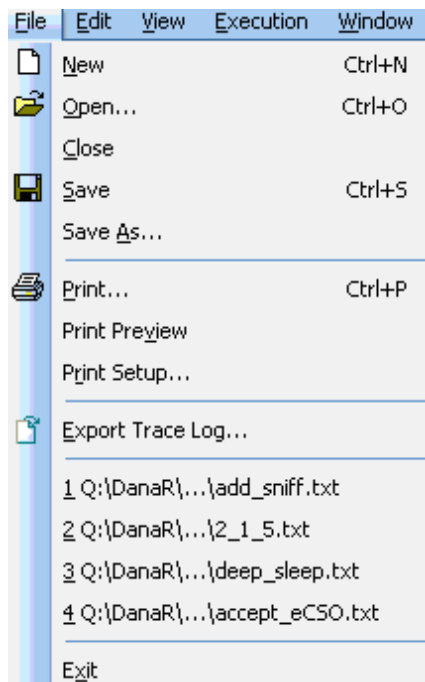 File Edit View Execution Window
New Ctrl+N
Open... Ctrl+O
Close
Save Ctrl+S
Save As...
Print... Ctrl+P
Print Preview
Print Setup...
Export Trace Log...
1 Q:\DanaR\...\add_sniff.txt
2 Q:\DanaR\...\2_1_5.txt
3 Q:\DanaR\...\deep_sleep.txt
4 Q:\DanaR\...\accept_eCSO.txt
Exit